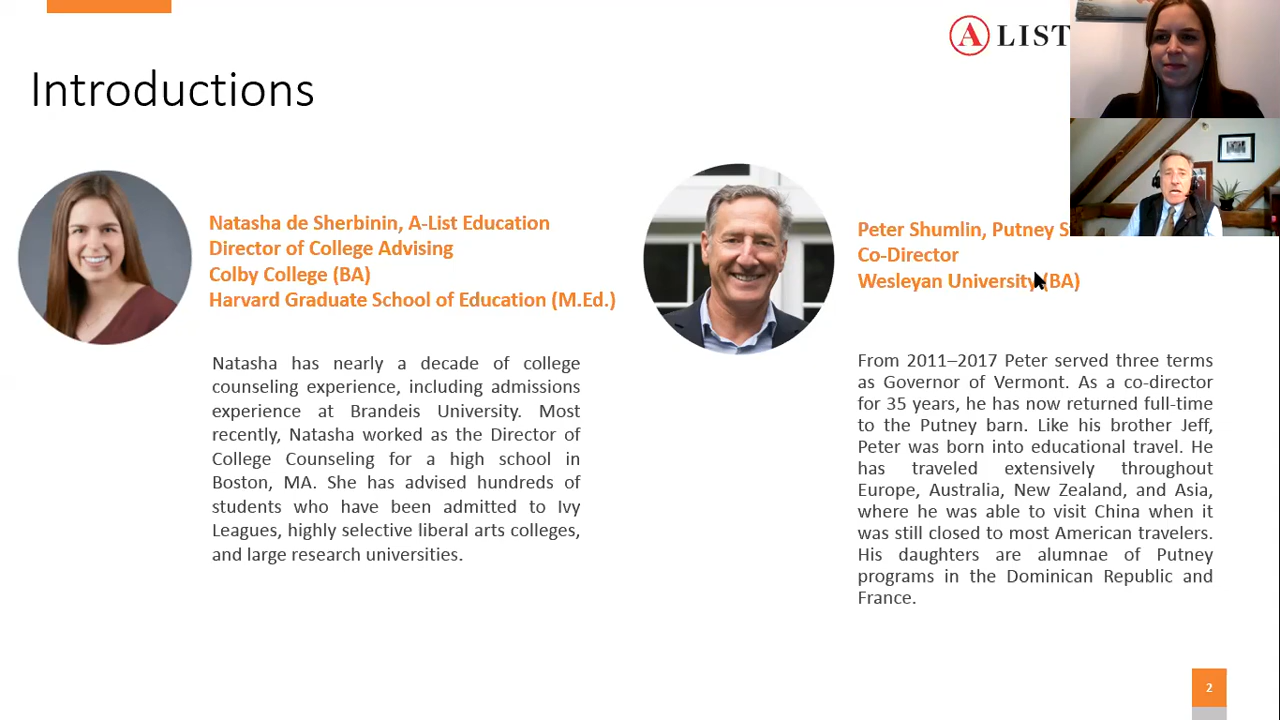 A LIST
Introductions
Natasha de Sherbinin, A-List Education
Director of College Advising
Colby College (BA)
Harvard Graduate School of Education (M.Ed.)
Natasha has nearly a decade of college
counseling experience, including admissions
experience at Brandeis University. Most
recently, Natasha worked as the Director of
College Counseling for a high school in
Boston, MA. She has advised hundreds of
students who have been admitted to Ivy
Leagues, highly selective liberal arts colleges,
and large research universities.
Peter Shumlin, Putney S
Co-Director
Wesleyan University (BA)
From 2011–2017 Peter served three terms
as Governor of Vermont. As a co-director
for 35 years, he has now returned full-time
to the Putney barn. Like his brother Jeff,
Peter was born into educational travel. He
has traveled extensively throughout
Europe, Australia, New Zealand, and Asia,
where he was able to visit China when it
was still closed to most American travelers.
His daughters are alumnae of Putney
programs in the Dominican Republic and
France.
2